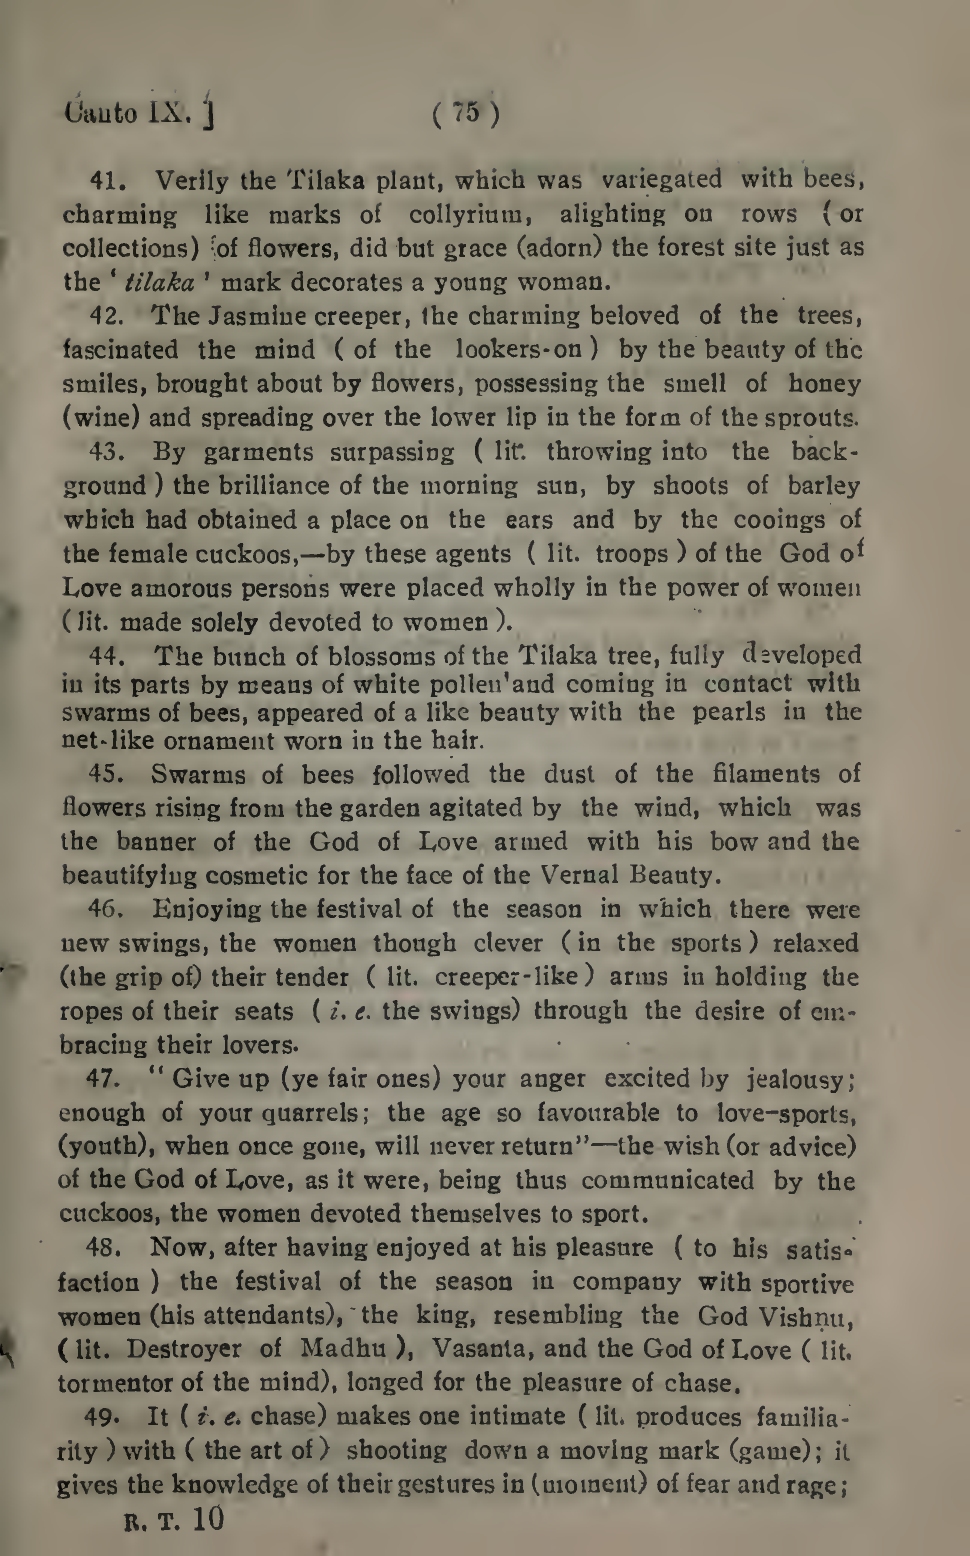 Canto IX. ] ( 75 )
41. Verily the Tilaka plant, which was variegated with bees,
charming like marks of collyrium, alighting on rows ( or
collections) of flowers, did but grace (adorn) the forest site just as
the ‘ tilaka ’ mark decorates a young woman.
42. The Jasmine creeper, the charming beloved of the trees,
fascinated the mind ( of the lookers-on ) by the beauty of the
smiles, brought about by flowers, possessing the smell of honey
(wine) and spreading over the lower lip in the form of the sprouts.
43. By garments surpassing ( lit. throwing into the back-
ground ) the brilliance of the morning sun, by shoots of barley
which had obtained a place on the ears and by the cooings of
the female cuckoos,—by these agents ( lit. troops ) of the God of
Love amorous persons were placed wholly in the power of women
( lit. made solely devoted to women ).
44. The bunch of blossoms of the Tilaka tree, fully developed
in its parts by means of white pollen and coming in contact with
swarms of bees, appeared of a like beauty with the pearls in the
net-like ornament worn in the hair.
45. Swarms of bees followed the dust of the filaments of
flowers rising from the garden agitated by the wind, which was
the banner of the God of Love armed with his bow and the
beautifying cosmetic for the face of the Vernal Beauty.
46. Enjoying the festival of the season in which there were
new swings, the women though clever ( in the sports ) relaxed
(the grip of) their tender ( lit. creeper-like ) arms in holding the
ropes of their seats ( i. e. the swings) through the desire of em-
bracing their lovers.
47. “ Give up (ye fair ones) your anger excited by jealousy;
enough of your quarrels; the age so favourable to love-sports,
(youth), when once gone, will never return”—the wish (or advice)
of the God of Love, as it were, being thus communicated by the
cuckoos, the women devoted themselves to sport.
48. Now, after having enjoyed at his pleasure ( to his satis-
faction ) the festival of the season in company with sportive
women (his attendants), the king, resembling the God Vishṇu,
( lit. Destroyer of Madhu ), Vasanta, and the God of Love ( lit.
tormentor of the mind), longed for the pleasure of chase.
49. It ( i. e. chase) makes one intimate ( lit. produces familia-
rity ) with ( the art of ) shooting down a moving mark (game); it
gives the knowledge of their gestures in (moment) of fear and rage;
R. T. 10